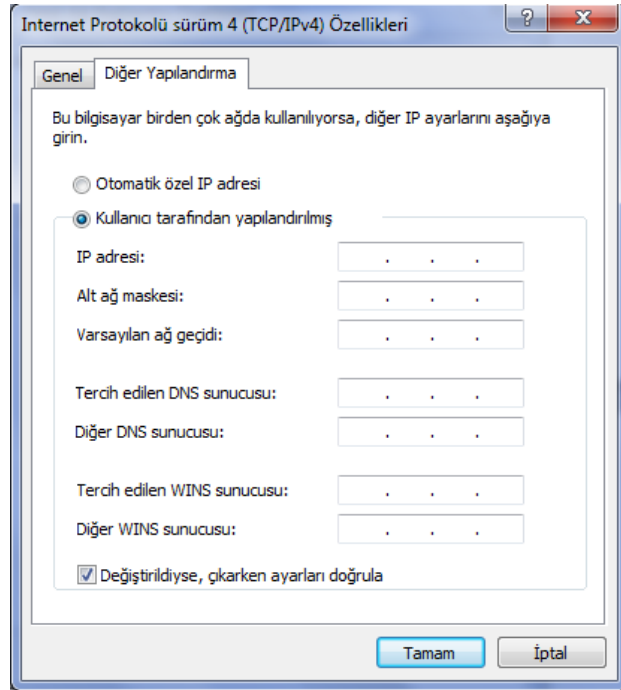 Internet Protokolü sürüm 4 (TCP/IPv4) Özellikleri
Genel
Diğer Yapılandırma
Bu bilgisayar birden çok ağda kullanılıyorsa, diğer IP ayarlarını aşağıya
girin.
Otomatik özel IP adresi
Kullanıcı tarafından yapılandırılmış
IP adresi:
Alt ağ maskesi:
Varsayılan ağ geçidi:
Tercih edilen DNS sunucusu:
Diğer DNS sunucusu:
Tercih edilen WINS sunucusu:
Diğer WINS sunucusu:
Değiştirildiyse, çıkarken ayarları doğrula
Tamam
İptal